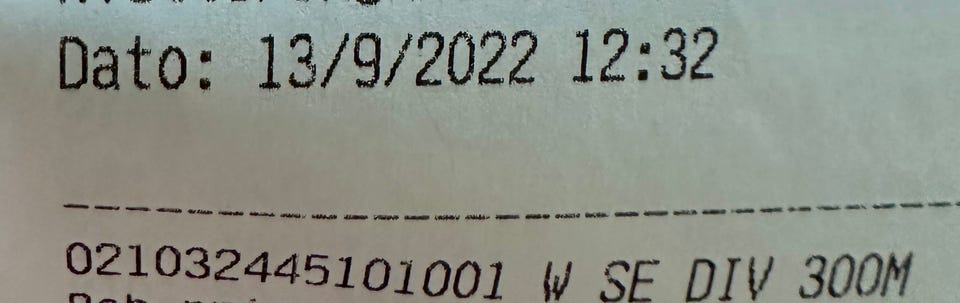 Dato: 13/9/2022 12:32
021032445101001 W SE DIV 300M